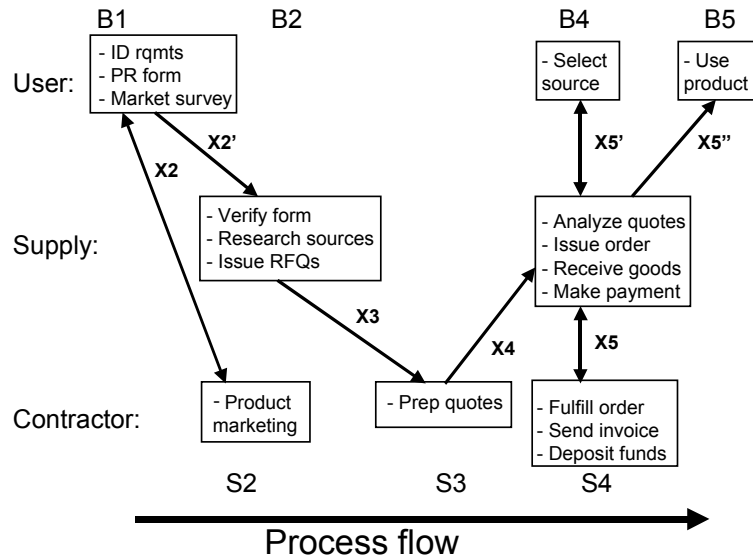 B1
B2
B4
B5
User:
- ID rqmts
- PR form
- Market survey
- Select
source
- Use
product
X2
X2’
X5’
X5”
Supply:
- Verify form
- Research sources
- Issue RFQs
- Analyze quotes
- Issue order
- Receive goods
- Make payment
X3
X4
X5
Contractor:
- Product
marketing
- Prep quotes
- Fulfill order
- Send invoice
- Deposit funds
S2
S3
S4
Process flow